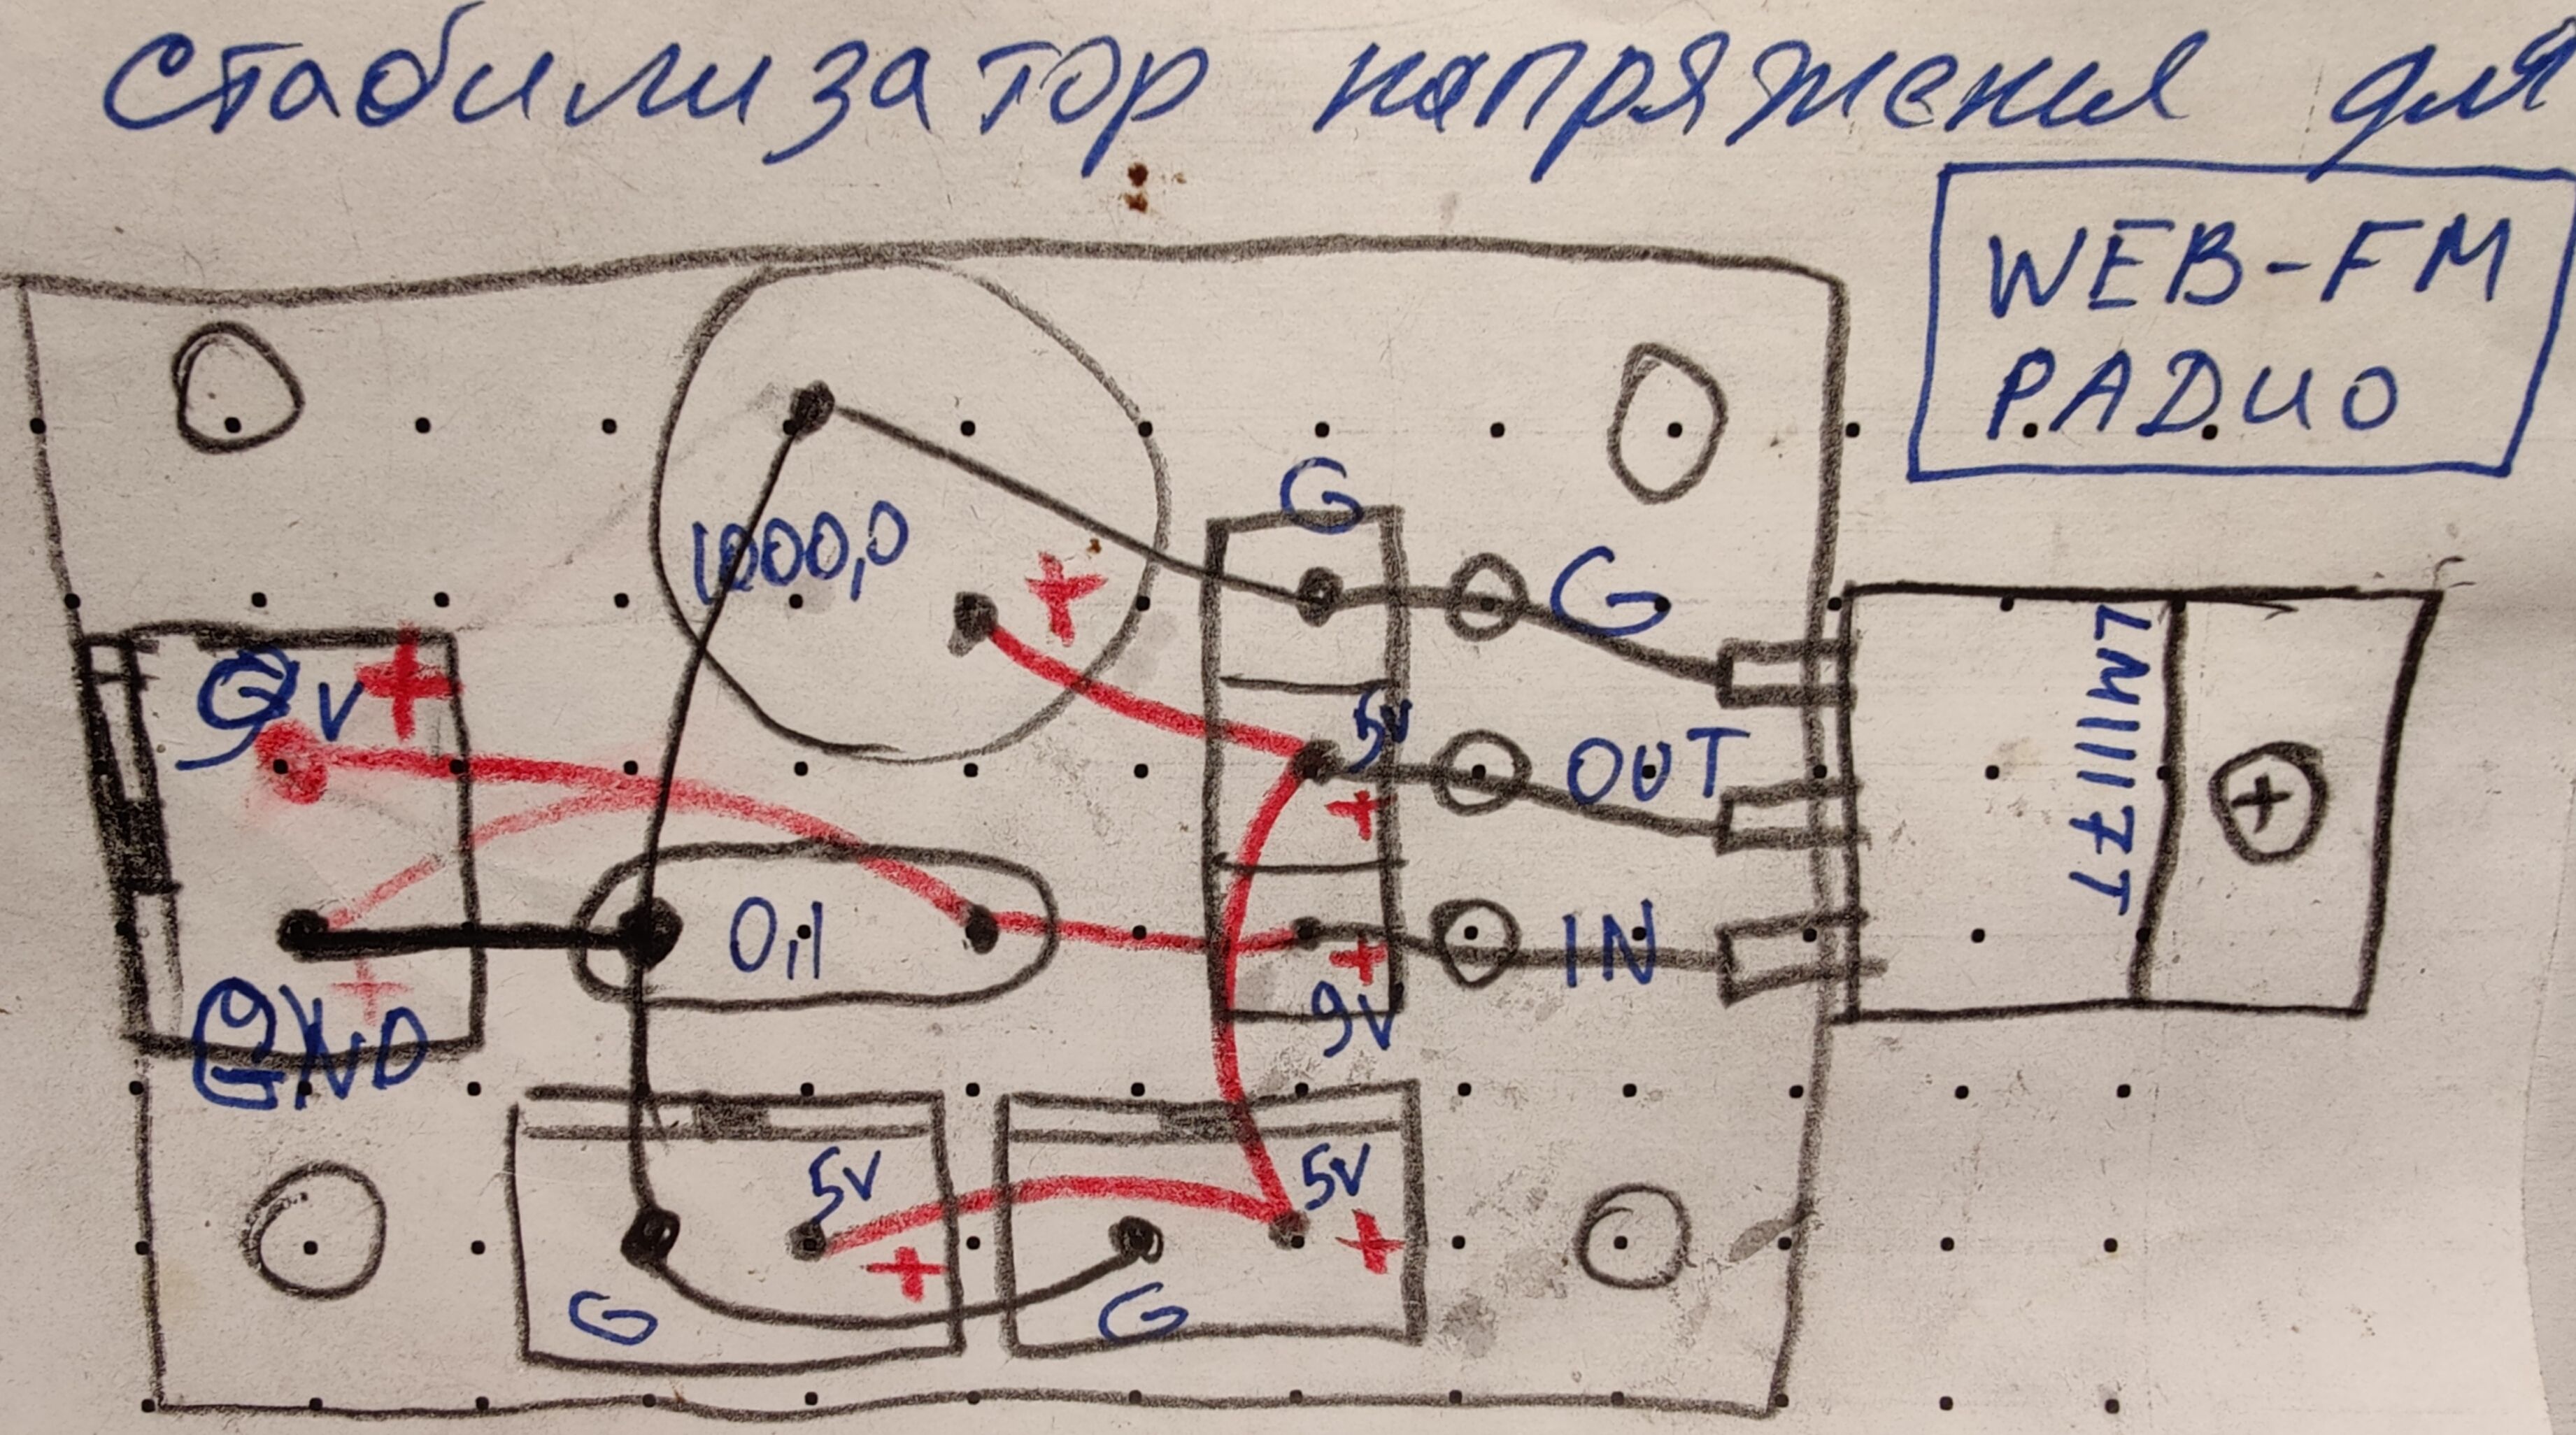 Стабилизатор напряжения для
WEB-FM
РАДИО
G
1000,0
+
G
9V +
5V
OUT
LM1117T
+
+
0,1
+
IN
+
9V
GND
5V
5V
+
+
G
G